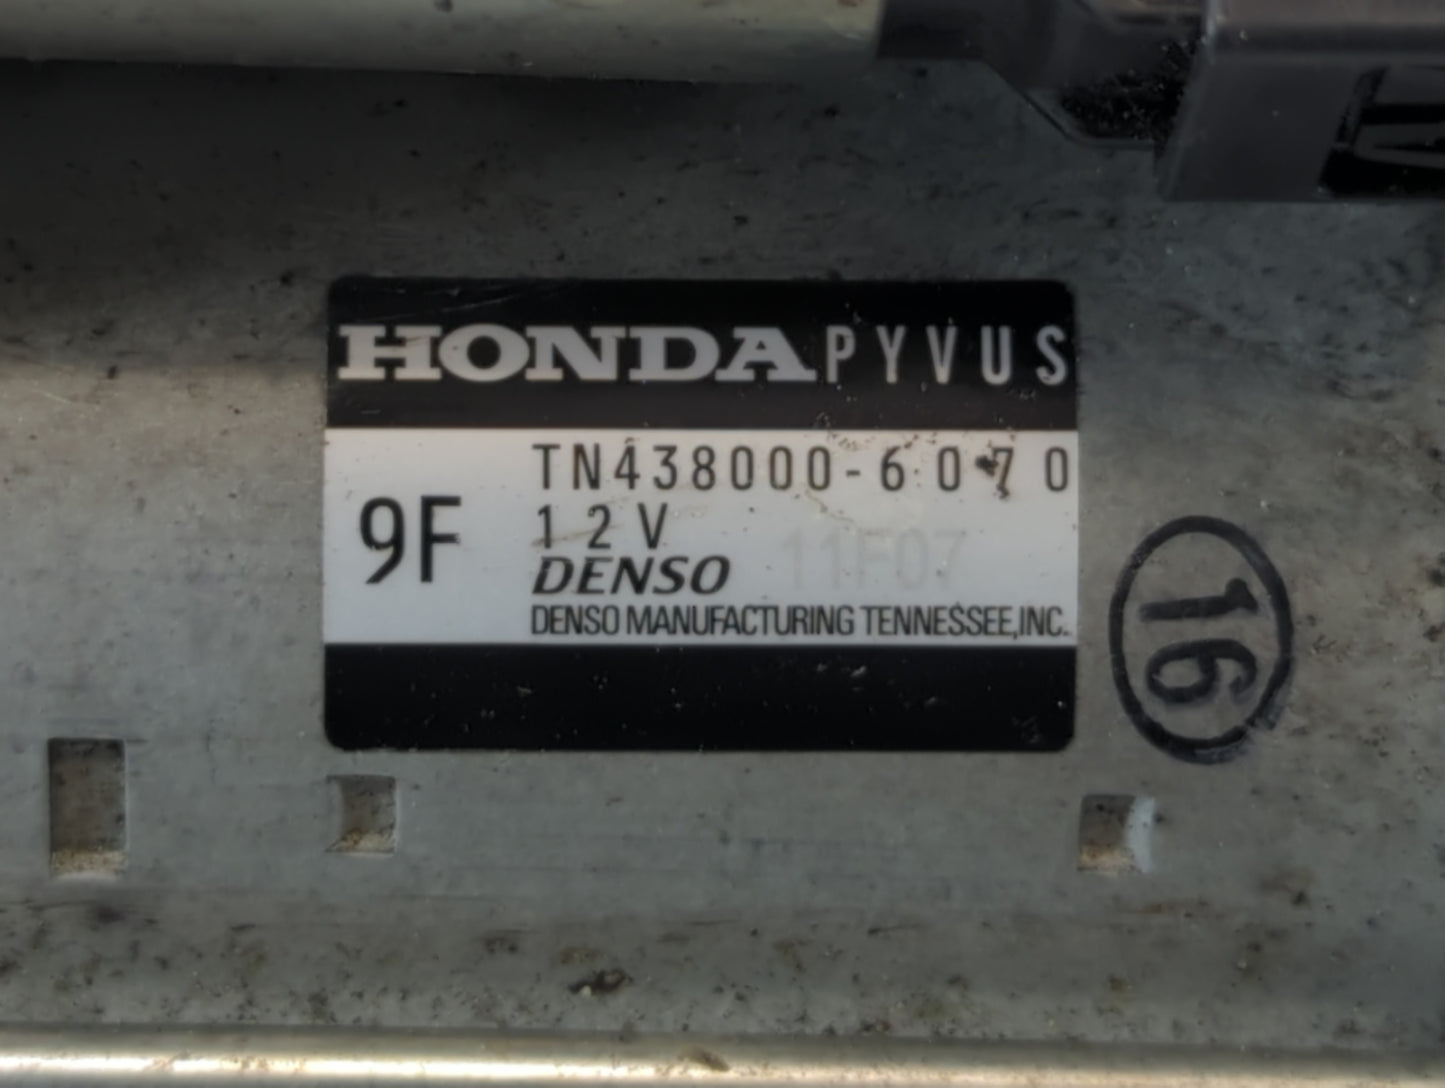 HONDA PYVUS
TN438000-6070
9F
12V
DENSO
11F07
DENSO MANUFACTURING TENNESSEE, INC.
16